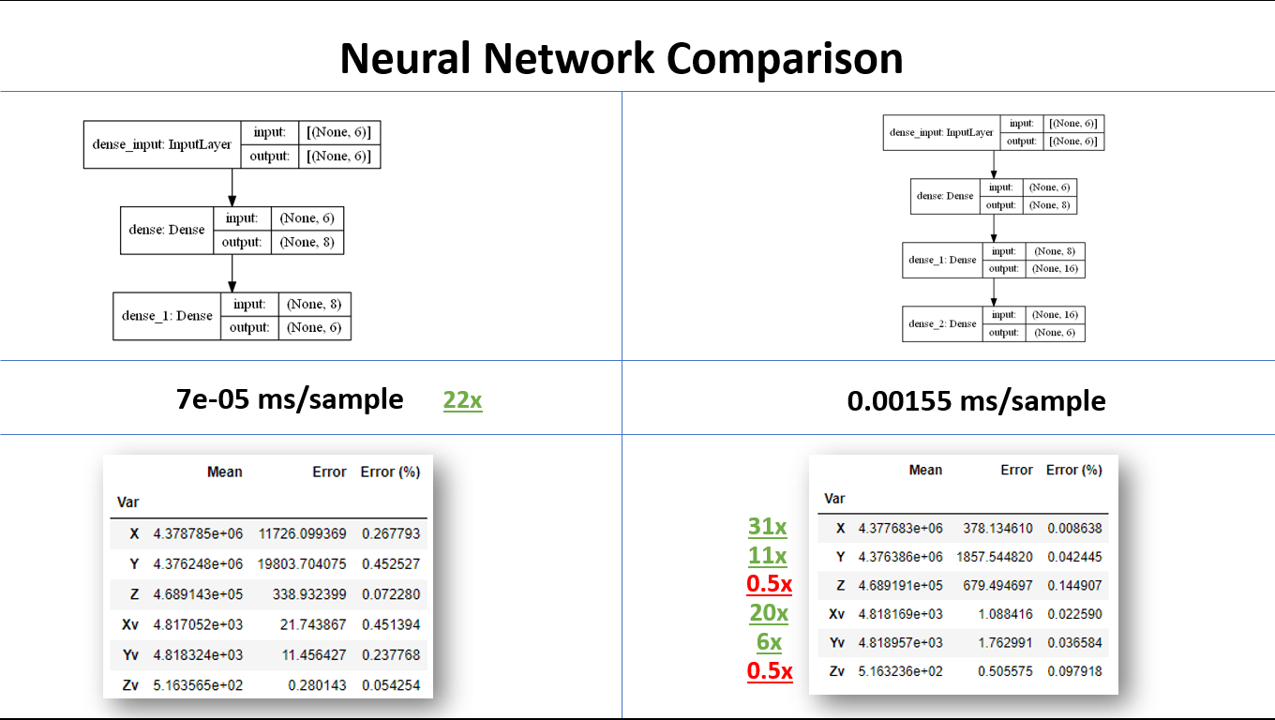 Neural Network Comparison
dense_input: InputLayer
input: [(None, 6)]
output: [(None, 6)]
dense: Dense
input: (None, 6)
output: (None, 8)
dense_1: Dense
input: (None, 8)
output: (None, 6)
dense_input: InputLayer
input: [(None, 6)]
output: [(None, 6)]
dense: Dense
input: (None, 6)
output: (None, 8)
dense_1: Dense
input: (None, 8)
output: (None, 16)
dense_2: Dense
input: (None, 16)
output: (None, 6)
7e-05 ms/sample 22x
0.00155 ms/sample
Mean Error Error (%)
Var
X 4.378785e+06 11726.099369 0.267793
Y 4.376248e+06 19803.704075 0.452527
Z 4.689143e+05 338.932399 0.072280
Xv 4.817052e+03 21.743867 0.451394
Yv 4.818324e+03 11.456427 0.237768
Zv 5.163565e+02 0.280143 0.054254
Mean Error Error (%)
Var
31x X 4.377683e+06 378.134610 0.008638
11x Y 4.376386e+06 1857.544820 0.042445
0.5x Z 4.689191e+05 679.494697 0.144907
20x Xv 4.818169e+03 1.088416 0.022590
6x Yv 4.818957e+03 1.762991 0.036584
0.5x Zv 5.163236e+02 0.505575 0.097918